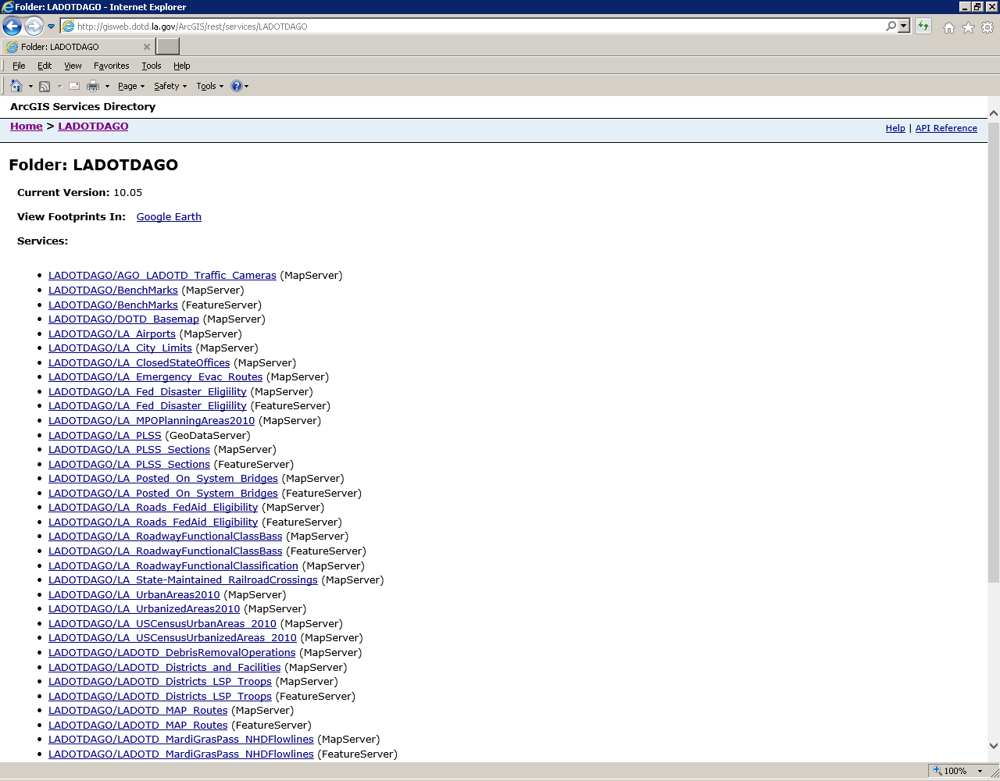 Folder: LADOTDAGO - Internet Explorer
http://gisweb.dotd.la.gov/ArcGIS/rest/services/LADOTDAGO
Folder: LADOTDAGO
File Edit View Favorites Tools Help
Page Safety Tools
ArcGIS Services Directory
Home > LADOTDAGO
Help | API Reference
Folder: LADOTDAGO
Current Version: 10.05
View Footprints In: Google Earth
Services:
• LADOTDAGO/AGO_LADOTD_Traffic_Cameras (MapServer)
• LADOTDAGO/BenchMarks (MapServer)
• LADOTDAGO/BenchMarks (FeatureServer)
• LADOTDAGO/DOTD_Basemap (MapServer)
• LADOTDAGO/LA_Airports (MapServer)
• LADOTDAGO/LA_City_Limits (MapServer)
• LADOTDAGO/LA_ClosedStateOffices (MapServer)
• LADOTDAGO/LA_Emergency_Evac_Routes (MapServer)
• LADOTDAGO/LA_Fed_Disaster_Eligiility (MapServer)
• LADOTDAGO/LA_Fed_Disaster_Eligiility (FeatureServer)
• LADOTDAGO/LA_MPOPlanningAreas2010 (MapServer)
• LADOTDAGO/LA_PLSS (GeoDataServer)
• LADOTDAGO/LA_PLSS_Sections (MapServer)
• LADOTDAGO/LA_PLSS_Sections (FeatureServer)
• LADOTDAGO/LA_Posted_On_System_Bridges (MapServer)
• LADOTDAGO/LA_Posted_On_System_Bridges (FeatureServer)
• LADOTDAGO/LA_Roads_FedAid_Eligibility (MapServer)
• LADOTDAGO/LA_Roads_FedAid_Eligibility (FeatureServer)
• LADOTDAGO/LA_RoadwayFunctionalClassBass (MapServer)
• LADOTDAGO/LA_RoadwayFunctionalClassBass (FeatureServer)
• LADOTDAGO/LA_RoadwayFunctionalClassification (MapServer)
• LADOTDAGO/LA_State-Maintained_RailroadCrossings (MapServer)
• LADOTDAGO/LA_UrbanAreas2010 (MapServer)
• LADOTDAGO/LA_UrbanizedAreas2010 (MapServer)
• LADOTDAGO/LA_USCensusUrbanAreas_2010 (MapServer)
• LADOTDAGO/LA_USCensusUrbanizedAreas_2010 (MapServer)
• LADOTDAGO/LADOTD_DebrisRemovalOperations (MapServer)
• LADOTDAGO/LADOTD_Districts_and_Facilities (MapServer)
• LADOTDAGO/LADOTD_Districts_LSP_Troops (MapServer)
• LADOTDAGO/LADOTD_Districts_LSP_Troops (FeatureServer)
• LADOTDAGO/LADOTD_MAP_Routes (MapServer)
• LADOTDAGO/LADOTD_MAP_Routes (FeatureServer)
• LADOTDAGO/LADOTD_MardiGrasPass_NHDFlowlines (MapServer)
• LADOTDAGO/LADOTD_MardiGrasPass_NHDFlowlines (FeatureServer)
100%